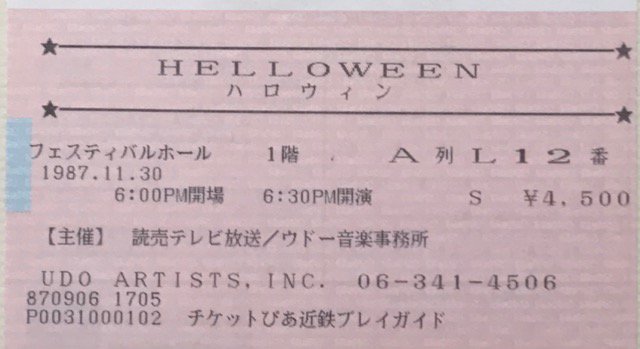 HELLOWEEN
ハロウィン
フェスティバルホール 1階 A列L12番
1987.11.30
6:00PM開場 6:30PM開演 S ¥4,500
【主催】 読売テレビ放送/ウドー音楽事務所
UDO ARTISTS,INC. 06-341-4506
870906 1705
P0031000102 チケットぴあ近鉄プレイガイド